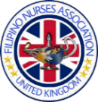 FILIPINO NURSES ASSOCIATION
UNITED KINGDOM